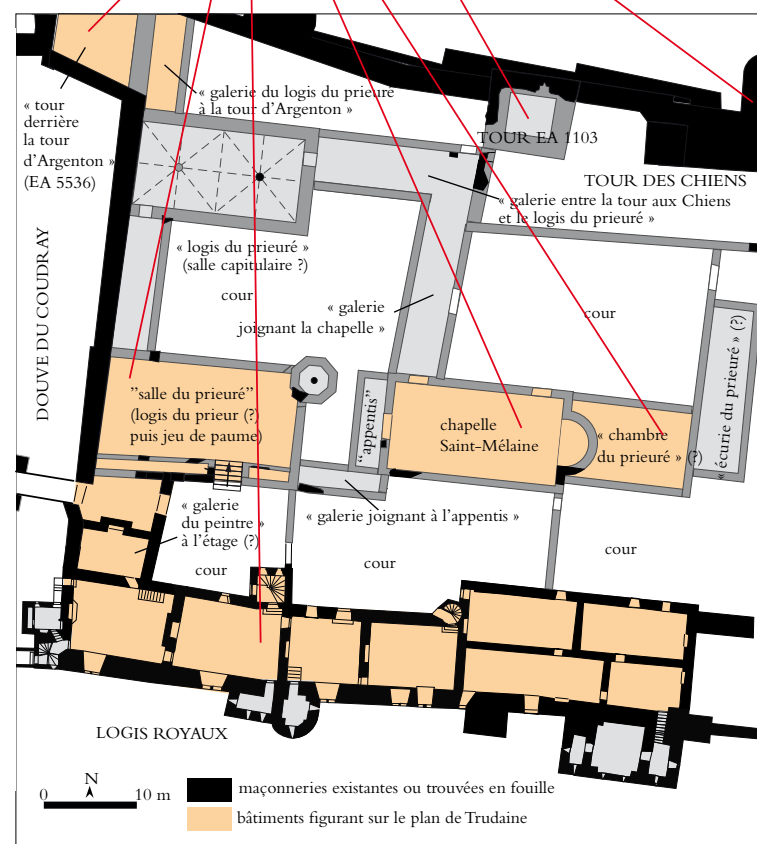 « galerie du logis du prieuré
à la tour d'Argenton »
« tour
derrière
la tour
d'Argenton »
(EA 5536)
TOUR EA 1103
TOUR DES CHIENS
« galerie entre la tour aux Chiens
et le logis du prieuré »
DOUVE DU COUDRAY
« logis du prieuré »
(salle capitulaire ?)
cour
« galerie
joignant la chapelle »
cour
« écurie du prieuré » (?)
”salle du prieuré”
(logis du prieur (?)
puis jeu de paume)
“appentis”
chapelle
Saint-Mélaine
« chambre
du prieuré » (?)
« galerie
du peintre »
à l'étage (?)
« galerie joignant à l'appentis »
cour
cour
cour
LOGIS ROYAUX
N
0 10 m
maçonneries existantes ou trouvées en fouille
bâtiments figurant sur le plan de Trudaine